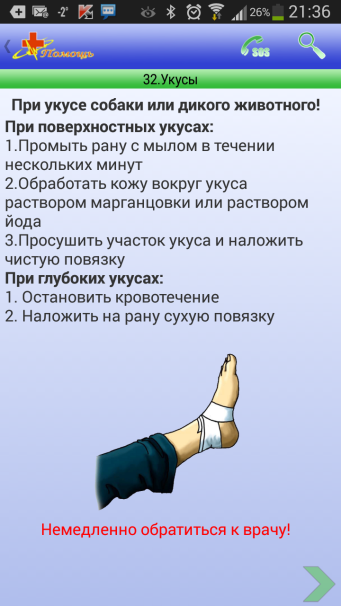 -2° 26% 21:36
Помощь
SOS
32.Укусы
При укусе собаки или дикого животного!
При поверхностных укусах:
1.Промыть рану с мылом в течении
нескольких минут
2.Обработать кожу вокруг укуса
раствором марганцовки или раствором
йода
3.Просушить участок укуса и наложить
чистую повязку
При глубоких укусах:
1. Остановить кровотечение
2. Наложить на рану сухую повязку
Немедленно обратиться к врачу!